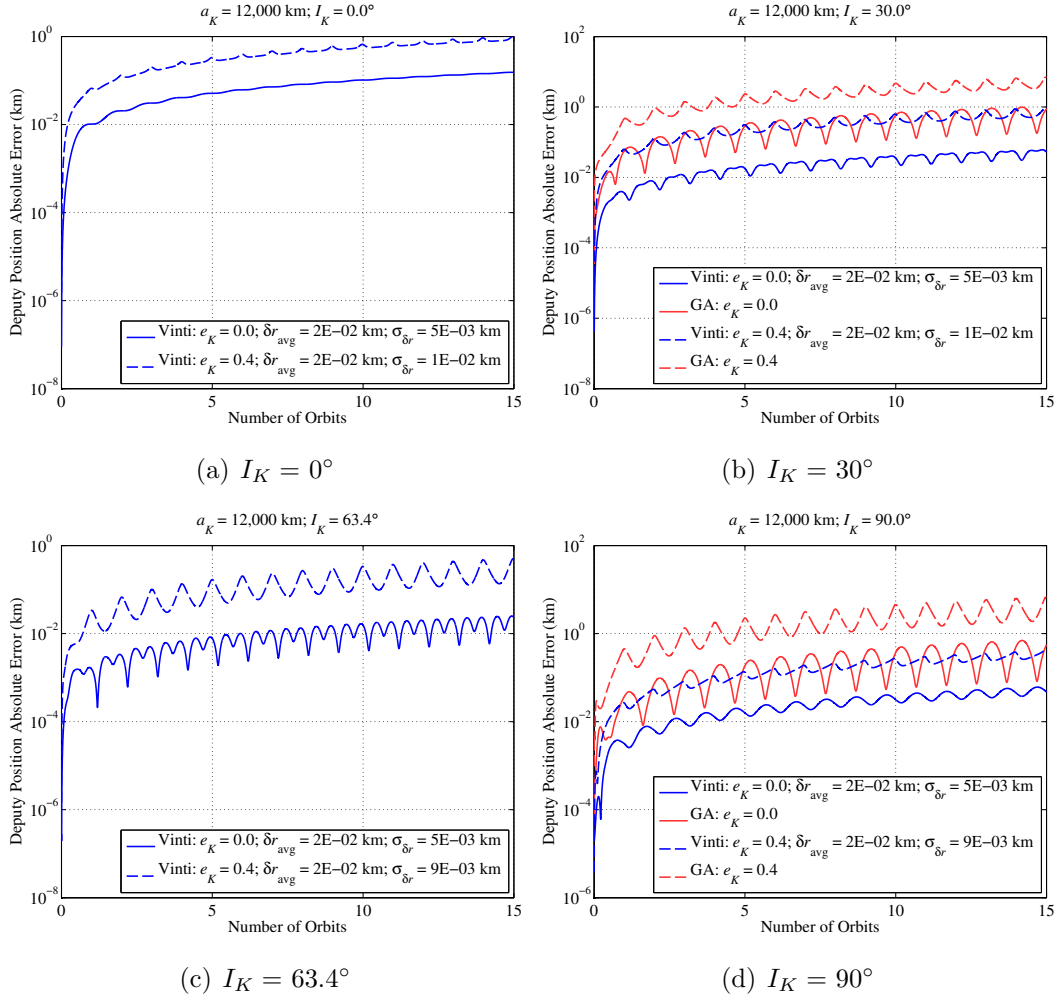 a_K = 12,000 km; I_K = 0.0°
10^0
10^−2
10^−4
10^−6
10^−8
Deputy Position Absolute Error (km)
Vinti: e_K = 0.0; δr_avg = 2E−02 km; σ_δr = 5E−03 km
Vinti: e_K = 0.4; δr_avg = 2E−02 km; σ_δr = 1E−02 km
0 5 10 15
Number of Orbits
(a) I_K = 0°
a_K = 12,000 km; I_K = 30.0°
10^2
10^0
10^−2
10^−4
10^−6
10^−8
Deputy Position Absolute Error (km)
Vinti: e_K = 0.0; δr_avg = 2E−02 km; σ_δr = 5E−03 km
GA: e_K = 0.0
Vinti: e_K = 0.4; δr_avg = 2E−02 km; σ_δr = 1E−02 km
GA: e_K = 0.4
0 5 10 15
Number of Orbits
(b) I_K = 30°
a_K = 12,000 km; I_K = 63.4°
10^0
10^−2
10^−4
10^−6
10^−8
Deputy Position Absolute Error (km)
Vinti: e_K = 0.0; δr_avg = 2E−02 km; σ_δr = 5E−03 km
Vinti: e_K = 0.4; δr_avg = 2E−02 km; σ_δr = 9E−03 km
0 5 10 15
Number of Orbits
(c) I_K = 63.4°
a_K = 12,000 km; I_K = 90.0°
10^2
10^0
10^−2
10^−4
10^−6
Deputy Position Absolute Error (km)
Vinti: e_K = 0.0; δr_avg = 2E−02 km; σ_δr = 5E−03 km
GA: e_K = 0.0
Vinti: e_K = 0.4; δr_avg = 2E−02 km; σ_δr = 9E−03 km
GA: e_K = 0.4
0 5 10 15
Number of Orbits
(d) I_K = 90°